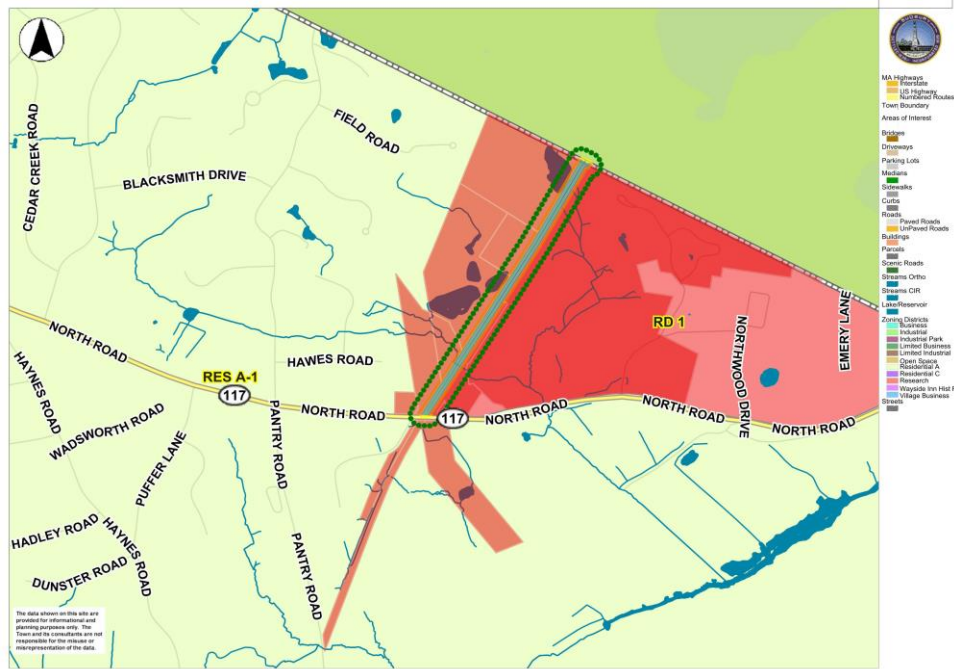 FIELD ROAD
CEDAR CREEK ROAD
BLACKSMITH DRIVE
RD 1
NORTHWOOD DRIVE
EMERY LANE
NORTH ROAD
HAWES ROAD
RES A-1
117
HAYNES ROAD
NORTH ROAD
117
NORTH ROAD
NORTH ROAD
NORTH ROAD
WADSWORTH ROAD
PUFFER LANE
PANTRY ROAD
HADLEY ROAD
HAYNES ROAD
DUNSTER ROAD
PANTRY ROAD
The data shown on this site are
provided for informational and
planning purposes only. The
Town and its consultants are not
responsible for the misuse or
misrepresentation of the data.
MA Highways
Interstate
US Highway
Numbered Routes
Town Boundary
Areas of Interest
Bridges
Driveways
Parking Lots
Medians
Sidewalks
Curbs
Roads
Paved Roads
UnPaved Roads
Buildings
Parcels
Scenic Roads
Streams Ortho
Streams CIR
Lake/Reservoir
Zoning Districts
Business
Industrial
Industrial Park
Limited Business
Limited Industrial
Open Space
Residential A
Residential C
Research
Wayside Inn Hist
Village Business
Streets